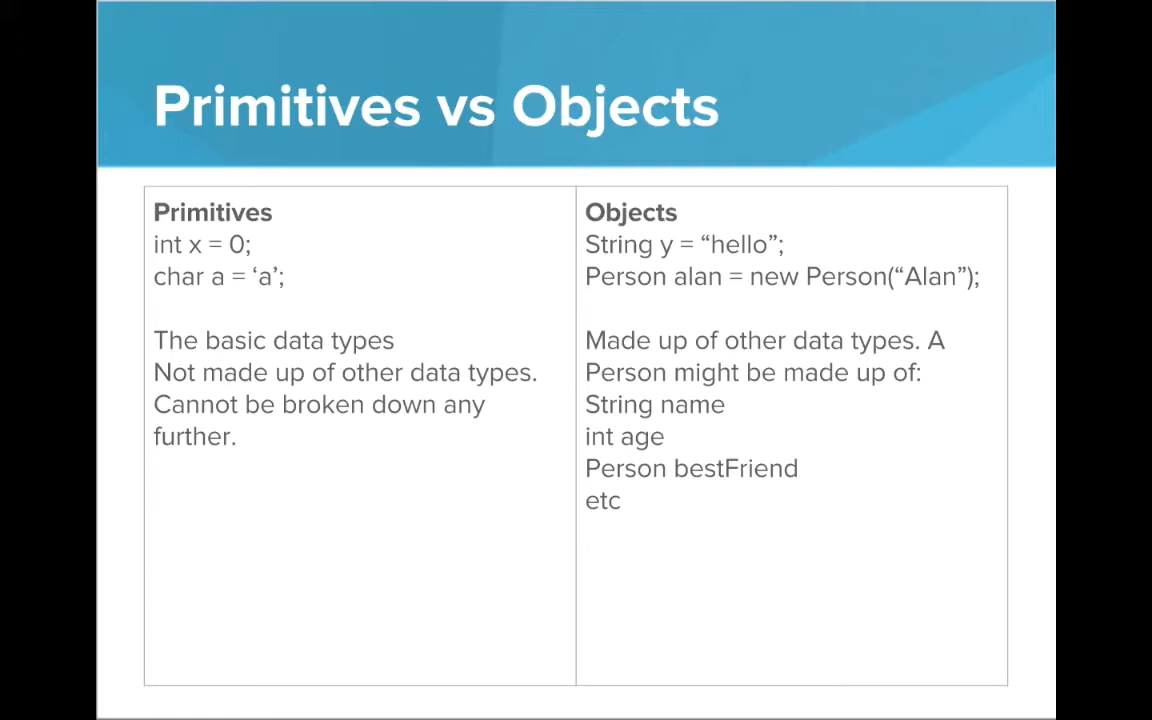 Primitives vs Objects
Primitives
int x = 0;
char a = ‘a’;
The basic data types
Not made up of other data types.
Cannot be broken down any
further.
Objects
String y = “hello”;
Person alan = new Person(“Alan”);
Made up of other data types. A
Person might be made up of:
String name
int age
Person bestFriend
etc